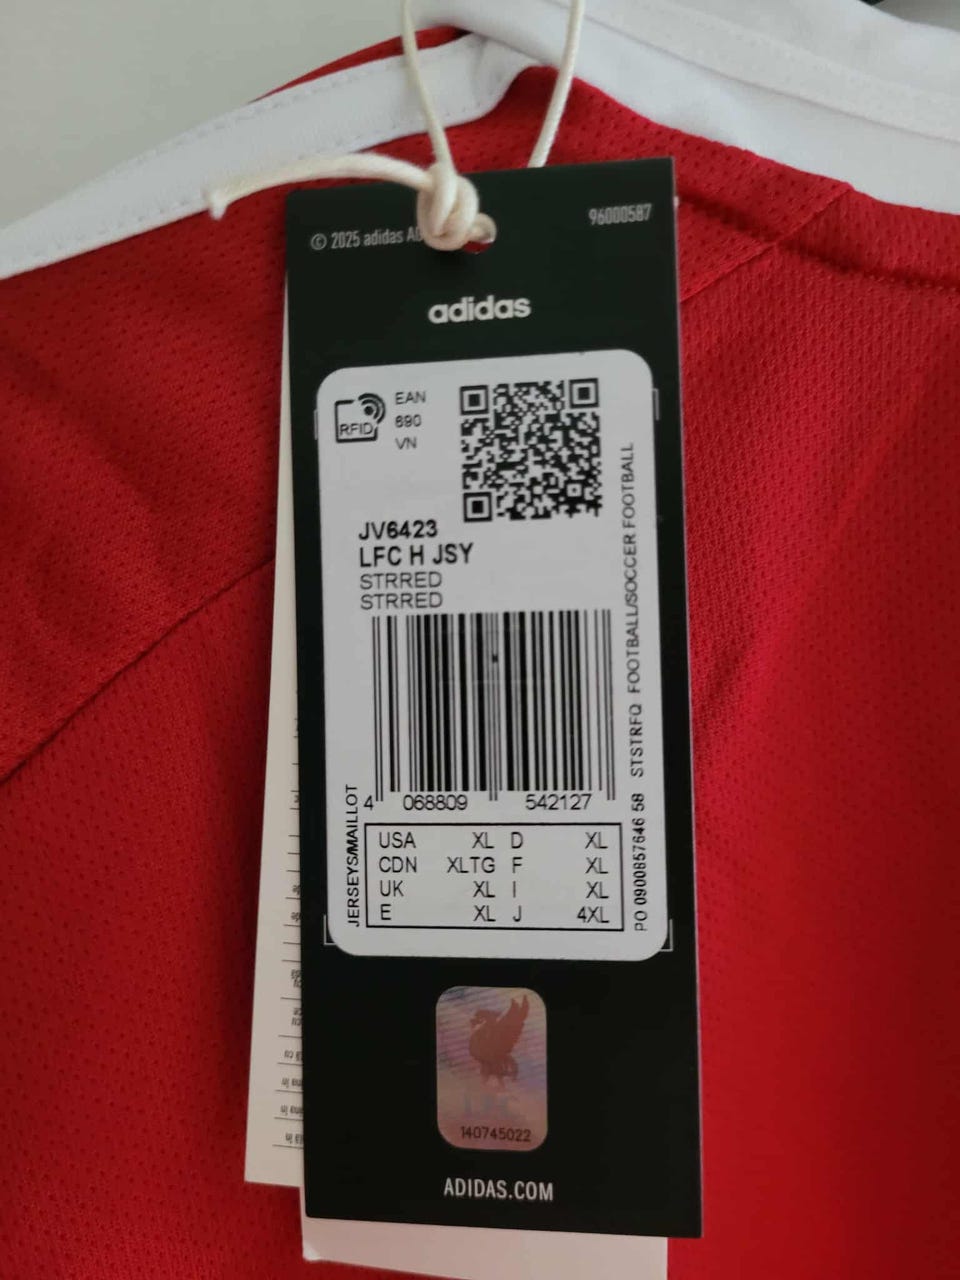 © 2025 adidas
96000587
adidas
RFID
EAN
690
VN
JV6423
LFC H JSY
STRRED
STRRED
4 068809 542127
JERSEYS/MAILLOT
USA XL D XL
CDN XLTG F XL
UK XL I XL
E XL J 4XL
PO 0900857646 58 STSTRFQ FOOTBALL/SOCCER FOOTBALL
LFC
140745022
ADIDAS.COM